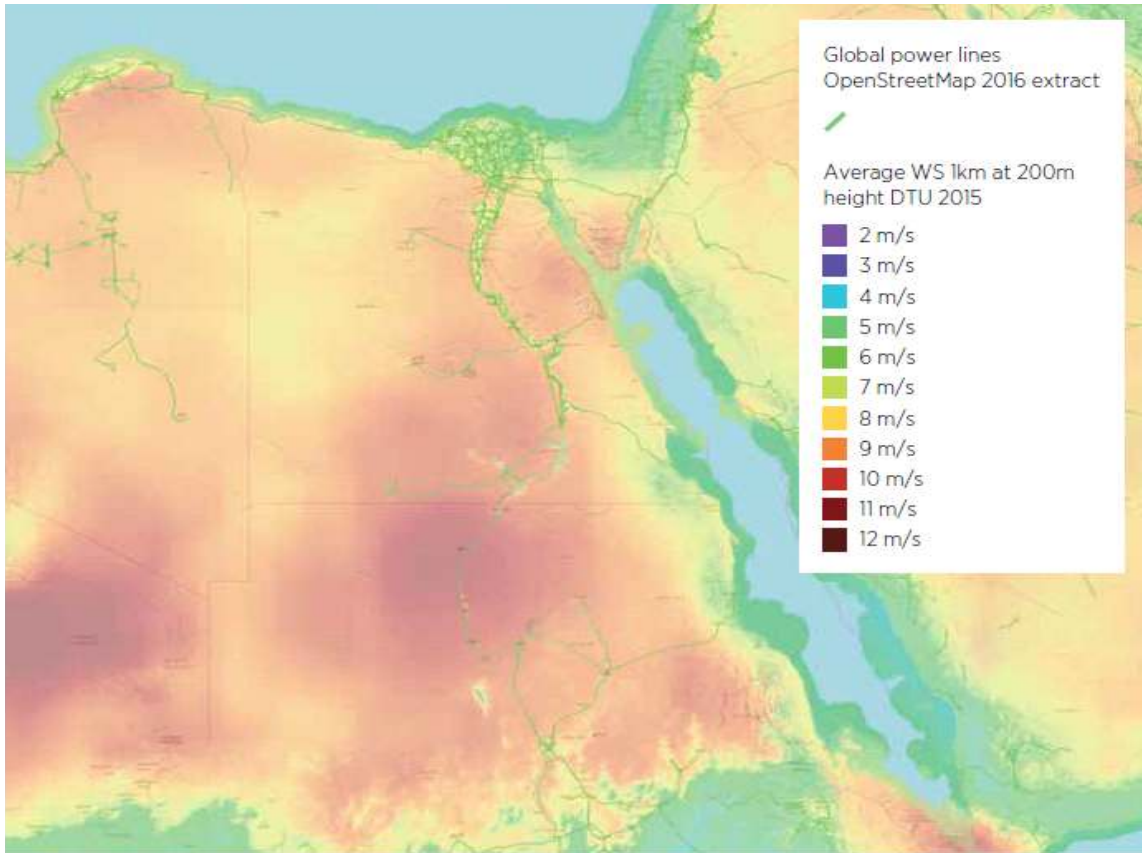 Global power lines
OpenStreetMap 2016 extract
Average WS 1km at 200m
height DTU 2015
2 m/s
3 m/s
4 m/s
5 m/s
6 m/s
7 m/s
8 m/s
9 m/s
10 m/s
11 m/s
12 m/s